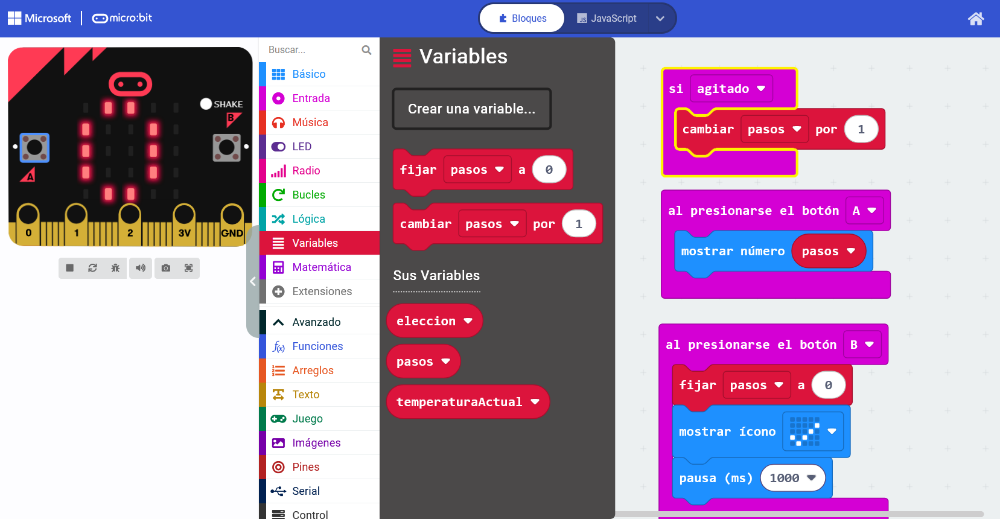 Microsoft | micro:bit
Bloques
JS JavaScript
SHAKE
B
A
0 1 2 3V GND
Buscar...
Básico
Entrada
Música
LED
Radio
Bucles
Lógica
Variables
Matemática
Extensiones
Avanzado
Funciones
Arreglos
Texto
Juego
Imágenes
Pines
Serial
Control
Variables
Crear una variable...
fijar pasos a 0
cambiar pasos por 1
Sus Variables
eleccion
pasos
temperaturaActual
si agitado
cambiar pasos por 1
al presionarse el botón A
mostrar número pasos
al presionarse el botón B
fijar pasos a 0
mostrar ícono
pausa (ms) 1000